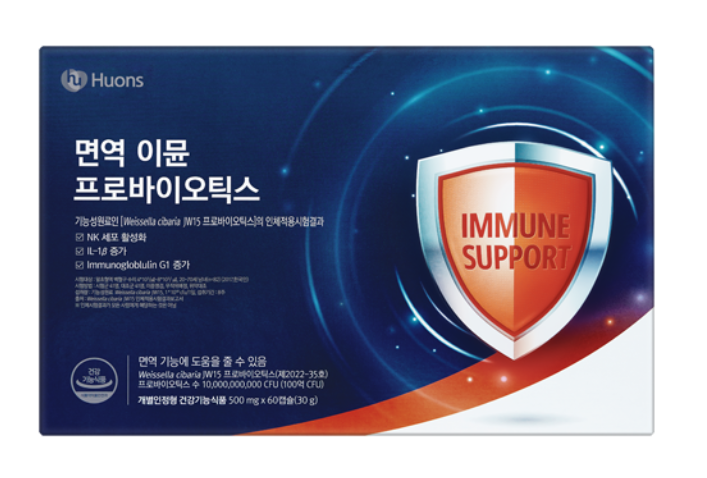 hu Huons
면역 이뮨
프로바이오틱스
기능성원료인 [Weissella cibaria JW15 프로바이오틱스]의 인체적용시험결과
NK 세포 활성화
IL-1β 증가
Immunogloblulin G1 증가
IMMUNE
SUPPORT
건강
기능식품
면역 기능에 도움을 줄 수 있음
Weissella cibaria JW15 프로바이오틱스(제2022-35호)
프로바이오틱스 수 10,000,000,000 CFU (100억 CFU)
개별인정형 건강기능식품 500 mg x 60캡슐(30 g)